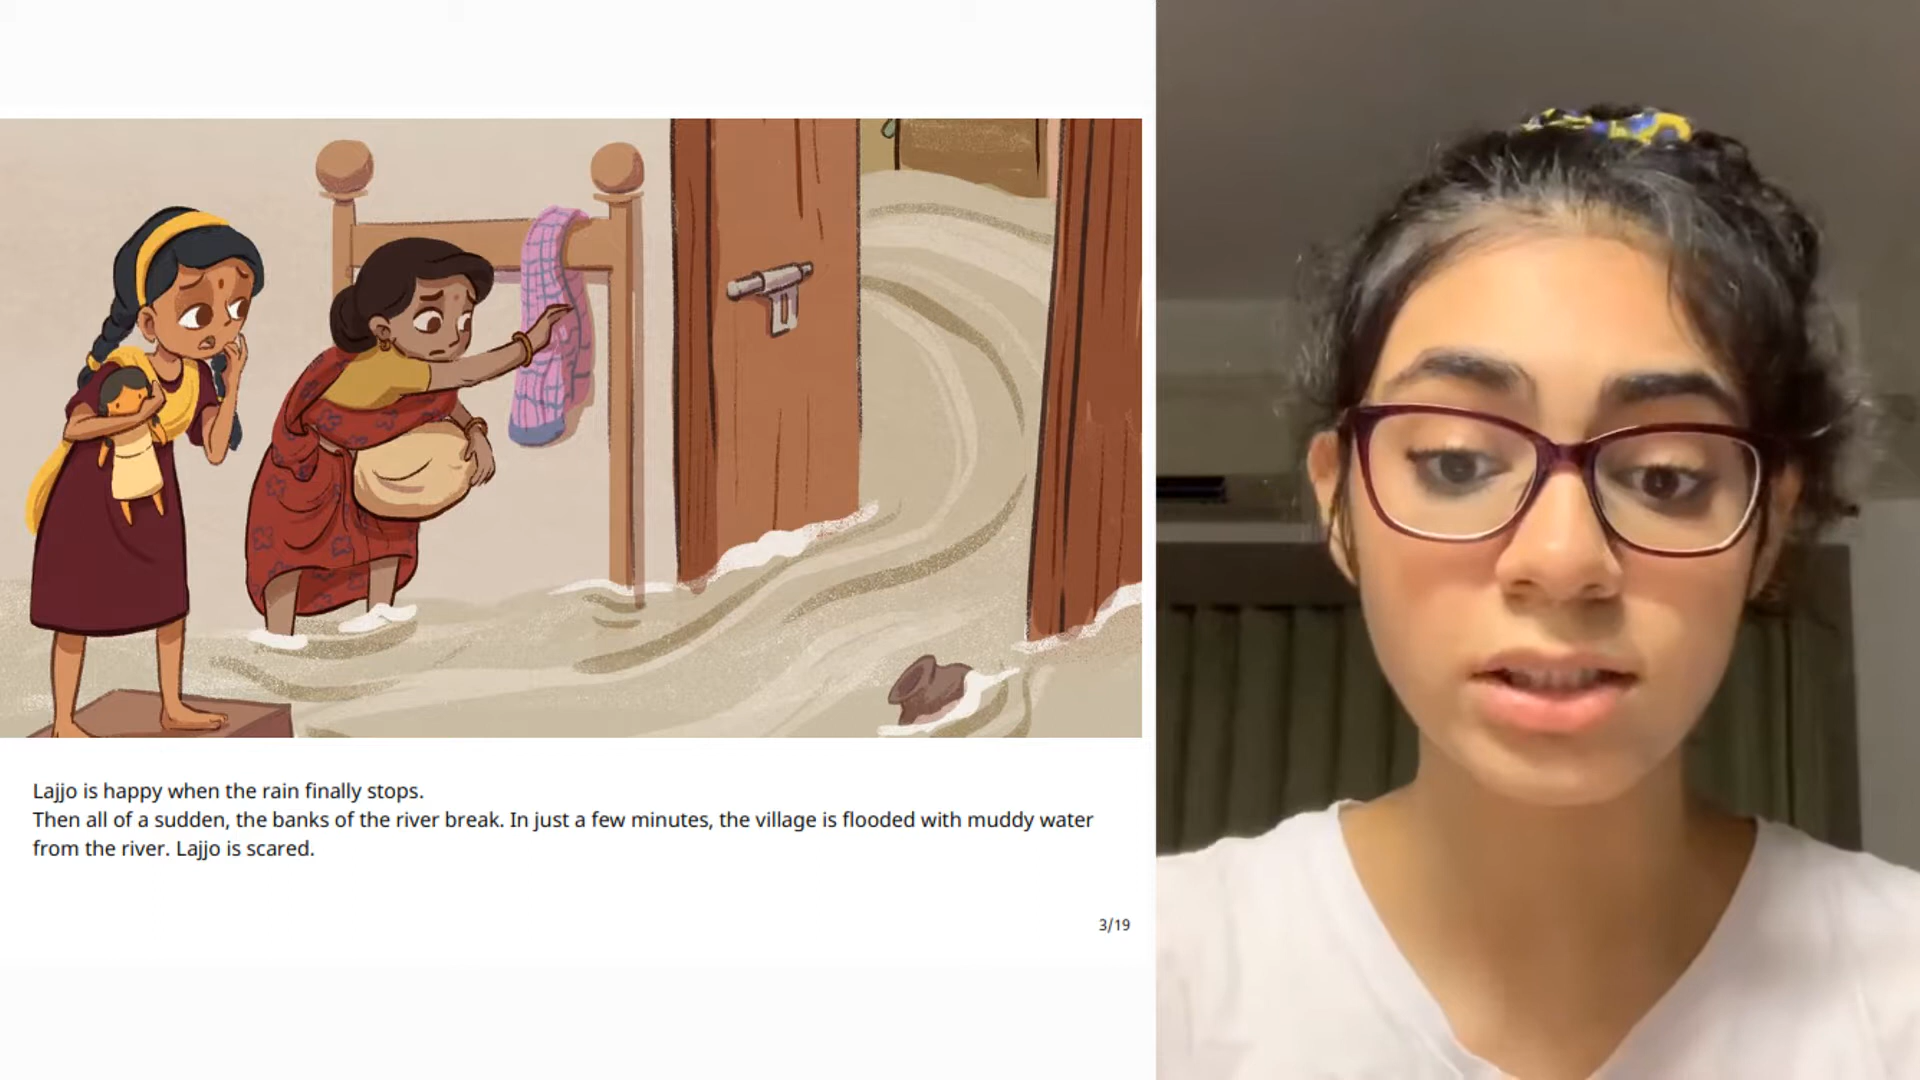 Lajjo is happy when the rain finally stops.
Then all of a sudden, the banks of the river break. In just a few minutes, the village is flooded with muddy water
from the river. Lajjo is scared.
3/19